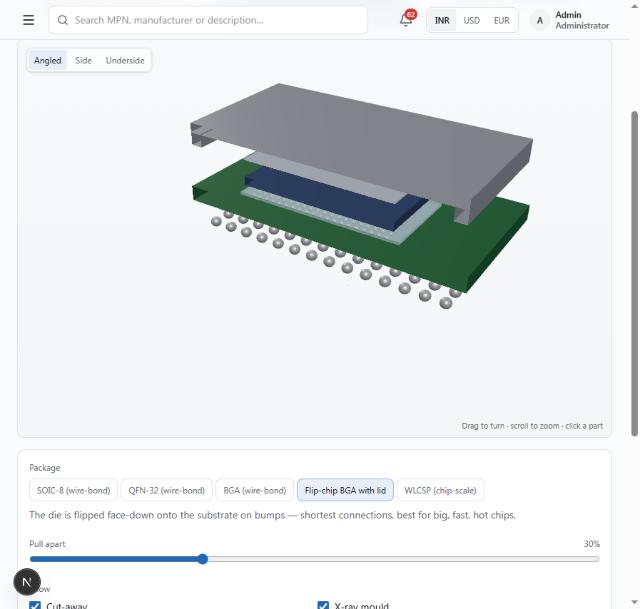 Search MPN, manufacturer or description...
62
INR USD EUR
A
Admin
Administrator
Angled Side Underside
Drag to turn · scroll to zoom · click a part
Package
SOIC-8 (wire-bond) QFN-32 (wire-bond) BGA (wire-bond) Flip-chip BGA with lid WLCSP (chip-scale)
The die is flipped face-down onto the substrate on bumps — shortest connections, best for big, fast, hot chips.
Pull apart 30%
N
Cut-away X-ray mould